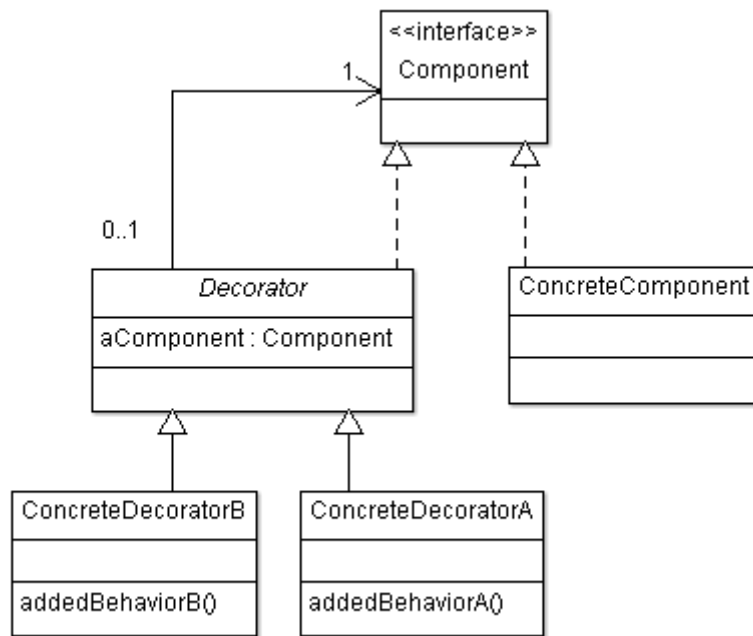 <<interface>>
Component
1
0..1
Decorator
aComponent : Component
ConcreteComponent
ConcreteDecoratorB
addedBehaviorB()
ConcreteDecoratorA
addedBehaviorA()